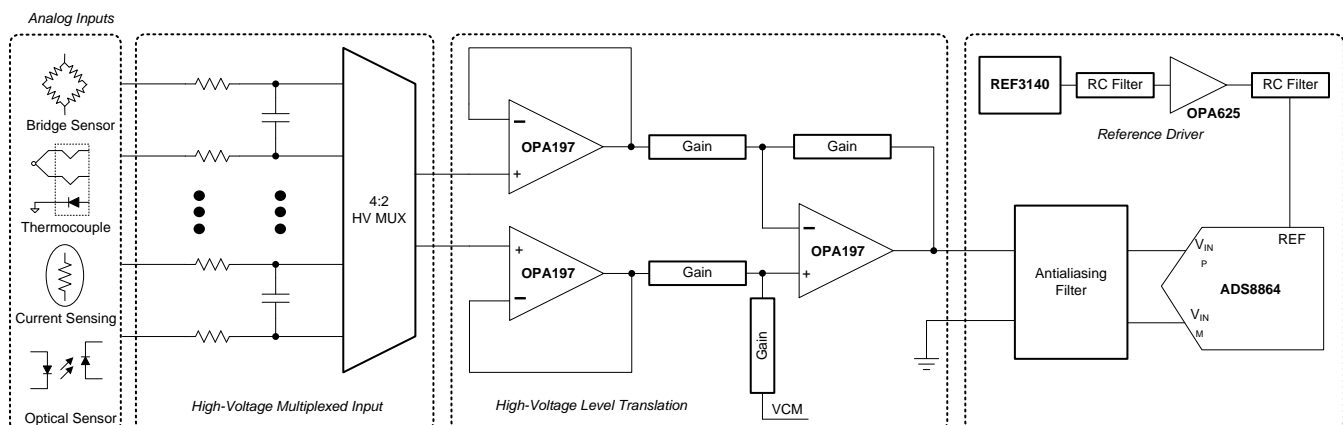 Analog Inputs
Bridge Sensor
Thermocouple
Current Sensing
Optical Sensor
4:2
HV MUX
High-Voltage Multiplexed Input
OPA197
OPA197
Gain
Gain
Gain
Gain
OPA197
VCM
High-Voltage Level Translation
REF3140
RC Filter
OPA625
RC Filter
Reference Driver
Antialiasing
Filter
VIN
P
VIN
M
REF
ADS8864